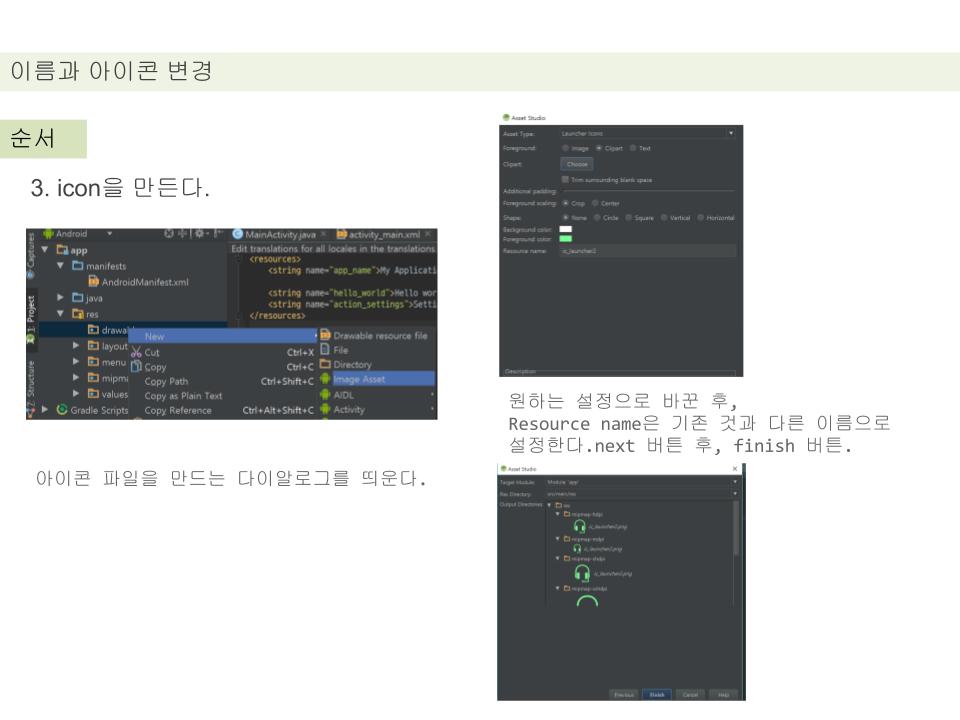 이름과 아이콘 변경
순서
3. icon을 만든다.
Captures
1: Project
7: Structure
Android
app
manifests
AndroidManifest.xml
java
res
drawa
layout
menu
mipma
values
Gradle Scripts
MainActivity.java
activity_main.xml
Edit translations for all locales in the translations
<resources>
<string name="app_name">My Applicati
<string name="hello_world">Hello wor
<string name="action_settings">Setti
</resources>
New
Cut Ctrl+X
Copy Ctrl+C
Copy Path Ctrl+Shift+C
Copy as Plain Text
Copy Reference Ctrl+Alt+Shift+C
Drawable resource file
File
Directory
Image Asset
AIDL
Activity
아이콘 파일을 만드는 다이알로그를 띄운다.
Asset Studio
Asset Type: Launcher Icons
Foreground: Image Clipart Text
Clipart: Choose
Trim surrounding blank space
Additional padding:
Foreground scaling: Crop Center
Shape: None Circle Square Vertical Horizontal
Background color:
Foreground color:
Resource name: ic_launcher2
Description
원하는 설정으로 바꾼 후,
Resource name은 기존 것과 다른 이름으로
설정한다.next 버튼 후, finish 버튼.
Asset Studio
Target Module: Module 'app'
Res Directory: src/main/res
Output Directories: res
mipmap-hdpi
ic_launcher2.png
mipmap-mdpi
ic_launcher2.png
mipmap-xhdpi
ic_launcher2.png
mipmap-xxhdpi
Previous Finish Cancel Help